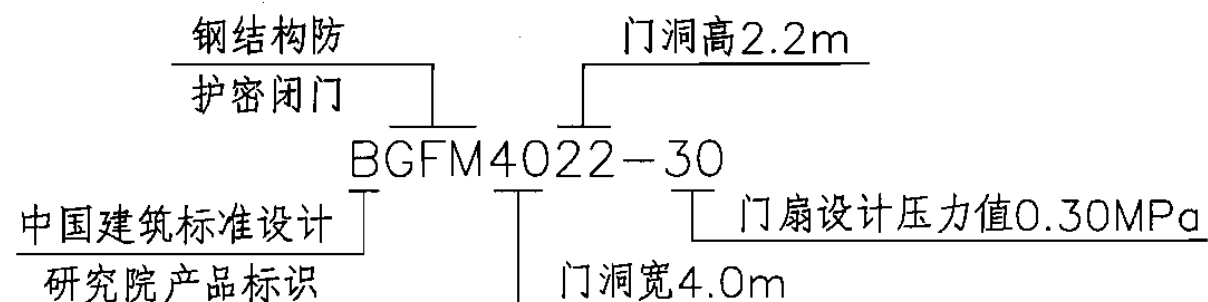 钢结构防
护密闭门
门洞高2.2m
BGFM4022-30
中国建筑标准设计
研究院产品标识
门扇设计压力值0.30MPa
门洞宽4.0m